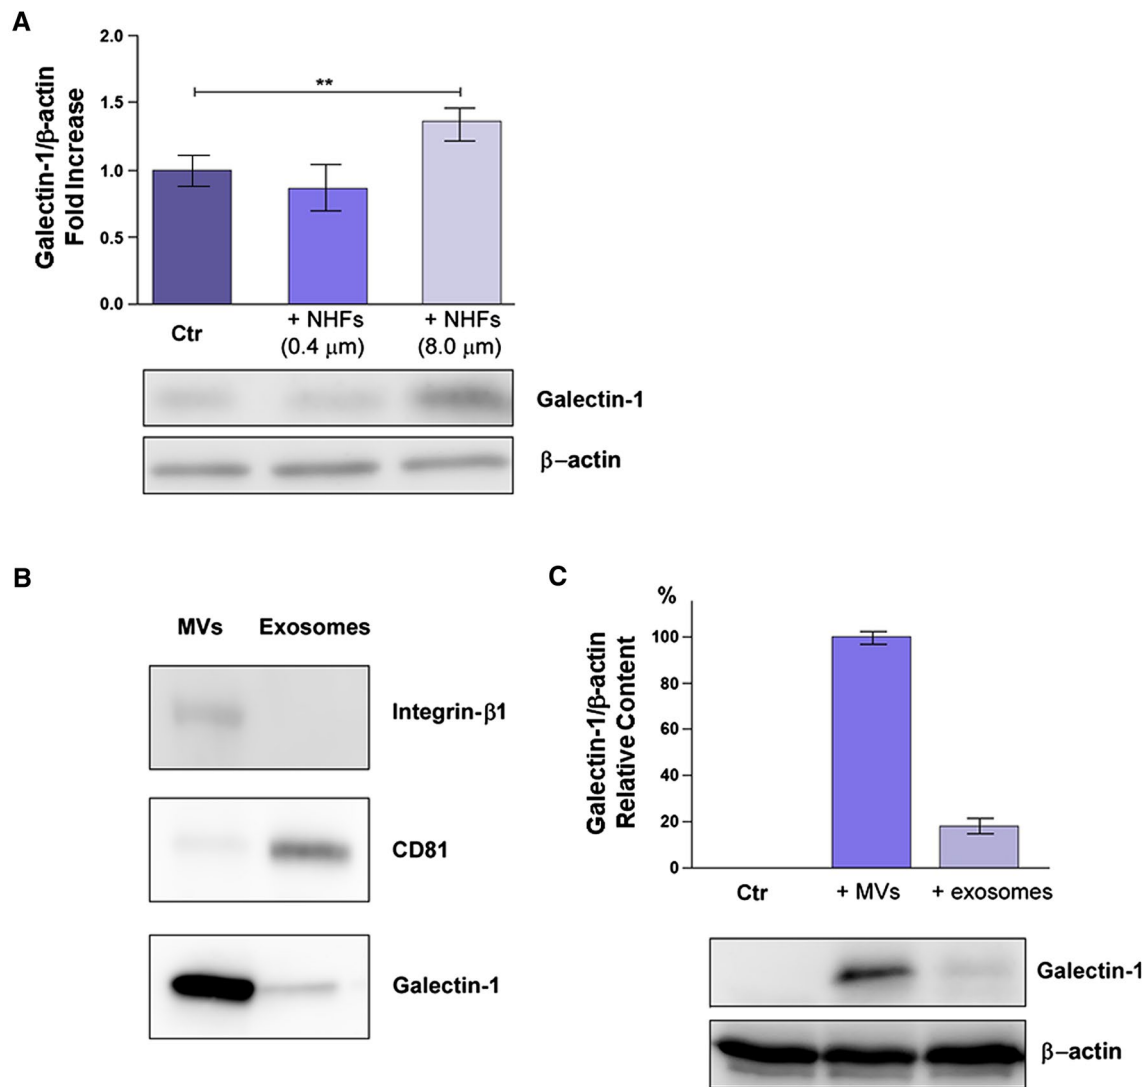 A
Galectin-1/β-actin
Fold Increase
2.0
1.5
1.0
0.5
0.0
**
Ctr
+ NHFs
(0.4 μm)
+ NHFs
(8.0 μm)
Galectin-1
β–actin
B
MVs Exosomes
Integrin-β1
CD81
Galectin-1
C
%
Galectin-1/β-actin
Relative Content
100
80
60
40
20
0
Ctr
+ MVs
+ exosomes
Galectin-1
β–actin